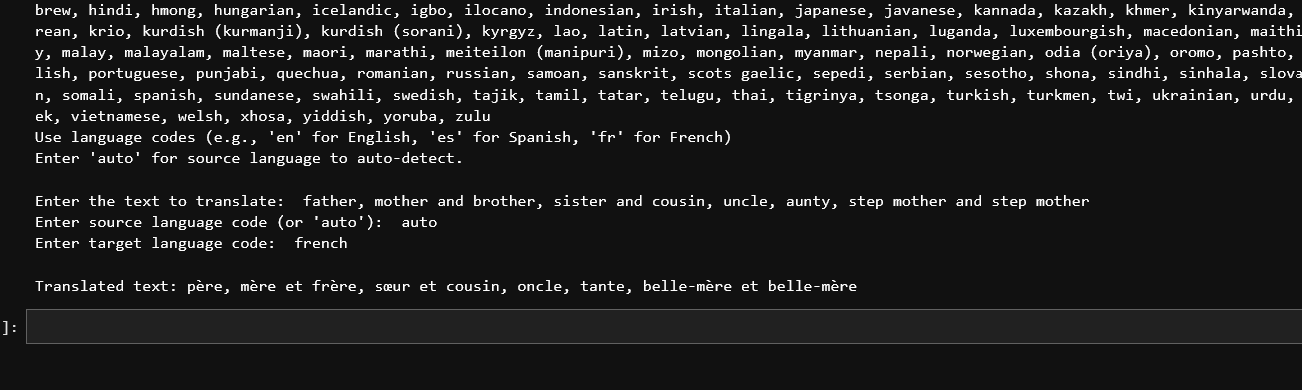 brew, hindi, hmong, hungarian, icelandic, igbo, ilocano, indonesian, irish, italian, japanese, javanese, kannada, kazakh, khmer, kinyarwanda,
rean, krio, kurdish (kurmanji), kurdish (sorani), kyrgyz, lao, latin, latvian, lingala, lithuanian, luganda, luxembourgish, macedonian, maithi
y, malay, malayalam, maltese, maori, marathi, meiteilon (manipuri), mizo, mongolian, myanmar, nepali, norwegian, odia (oriya), oromo, pashto,
lish, portuguese, punjabi, quechua, romanian, russian, samoan, sanskrit, scots gaelic, sepedi, serbian, sesotho, shona, sindhi, sinhala, slova
n, somali, spanish, sundanese, swahili, swedish, tajik, tamil, tatar, telugu, thai, tigrinya, tsonga, turkish, turkmen, twi, ukrainian, urdu,
ek, vietnamese, welsh, xhosa, yiddish, yoruba, zulu
Use language codes (e.g., 'en' for English, 'es' for Spanish, 'fr' for French)
Enter 'auto' for source language to auto-detect.
Enter the text to translate:  father, mother and brother, sister and cousin, uncle, aunty, step mother and step mother
Enter source language code (or 'auto'):  auto
Enter target language code:  french
Translated text: père, mère et frère, sœur et cousin, oncle, tante, belle-mère et belle-mère
]: